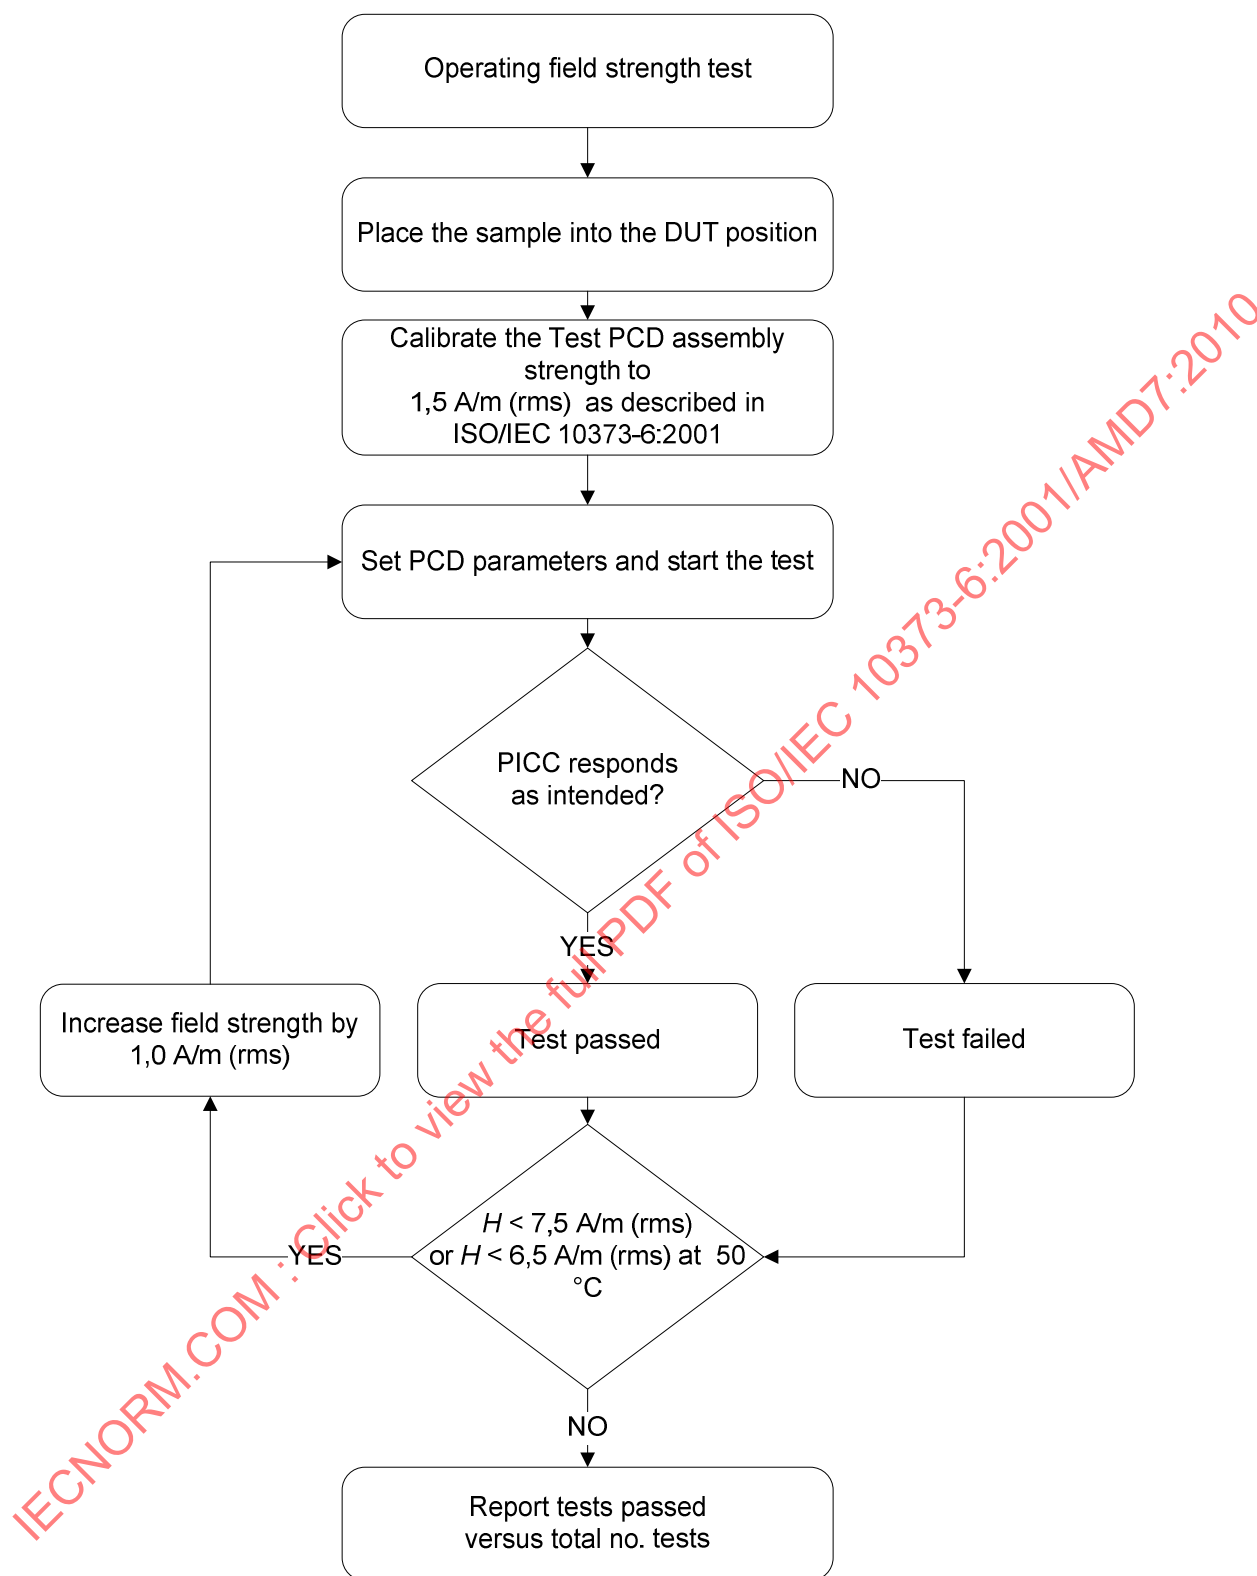 Operating field strength test
Place the sample into the DUT position
Calibrate the Test PCD assembly
strength to
1,5 A/m (rms) as described in
ISO/IEC 10373-6:2001
Set PCD parameters and start the test
PICC responds
as intended?
NO
YES
Increase field strength by
1,0 A/m (rms)
Test passed
Test failed
H < 7,5 A/m (rms)
or H < 6,5 A/m (rms) at 50
°C
YES
NO
Report tests passed
versus total no. tests
IECNORM.COM : Click to view the full PDF of ISO/IEC 10373-6:2001/AMD7:2010